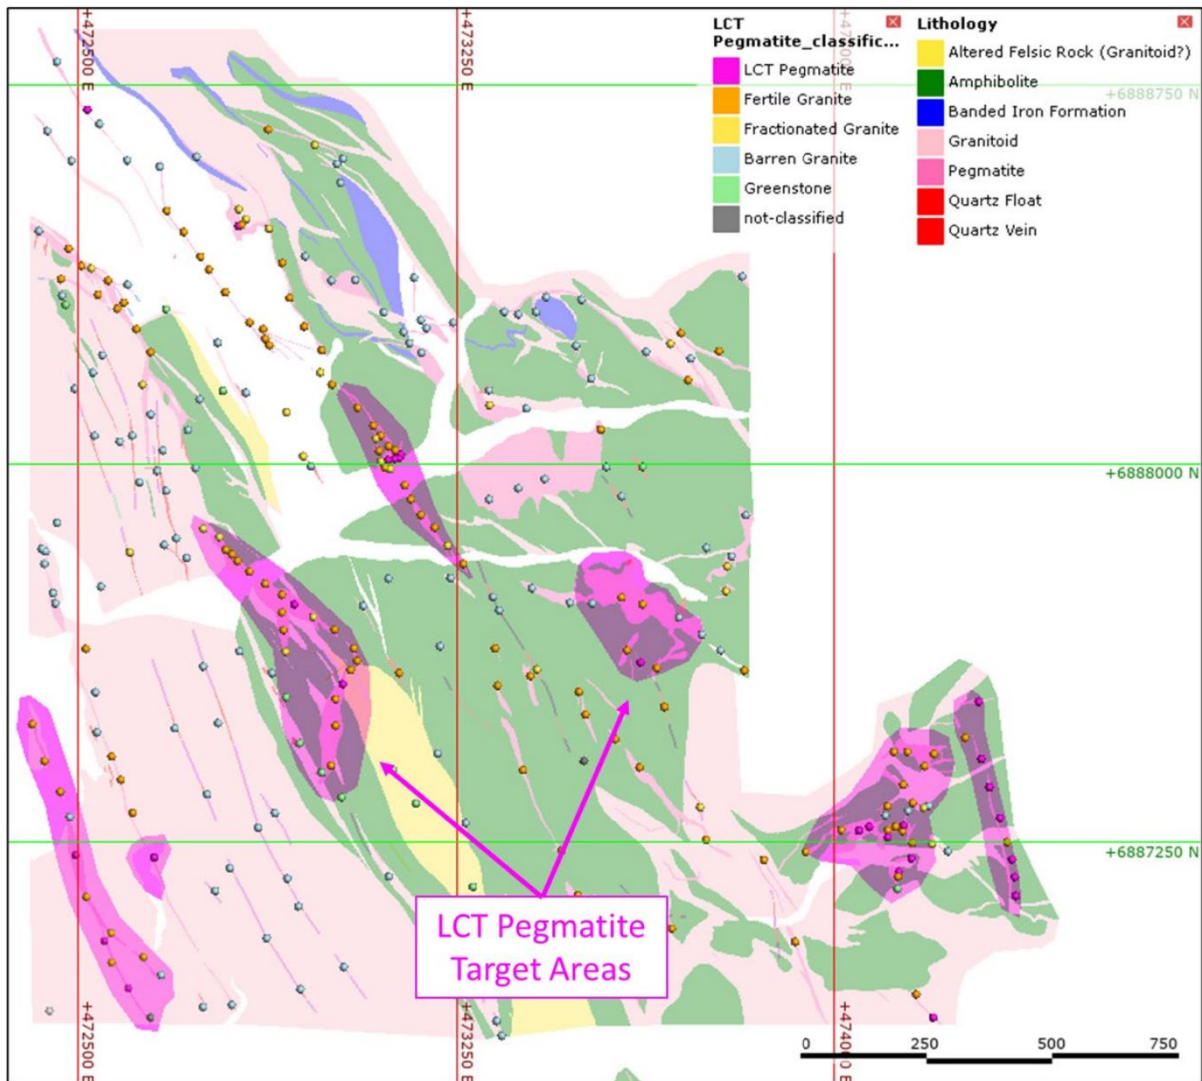 LCT
Pegmatite_classific...
LCT Pegmatite
Fertile Granite
Fractionated Granite
Barren Granite
Greenstone
not-classified
Lithology
Altered Felsic Rock (Granitoid?)
Amphibolite
Banded Iron Formation
Granitoid
Pegmatite
Quartz Float
Quartz Vein
+472500 E
+473250 E
+474000 E
+6888750 N
+6888000 N
+6887250 N
LCT Pegmatite
Target Areas
+472500 E
+473250 E
+474000 E
0 250 500 750